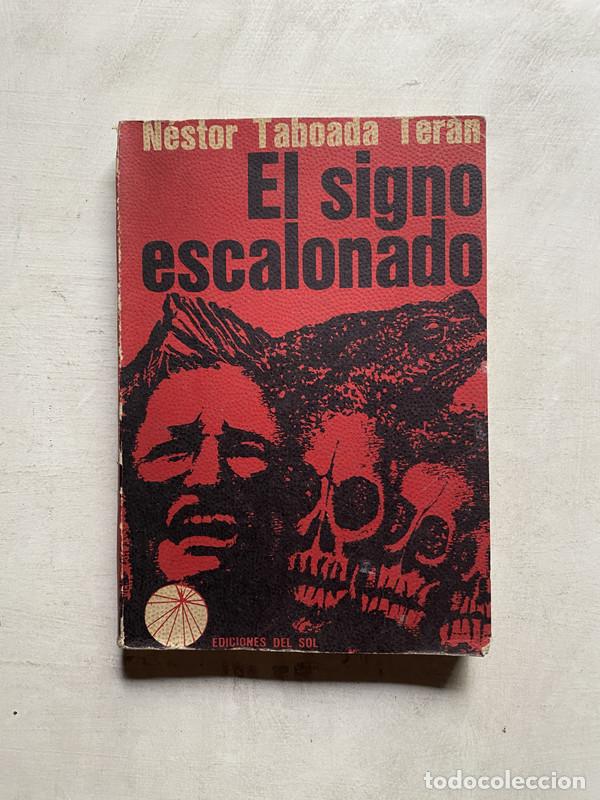 Néstor Taboada Terán
El signo
escalonado
EDICIONES DEL SOL
todocoleccion